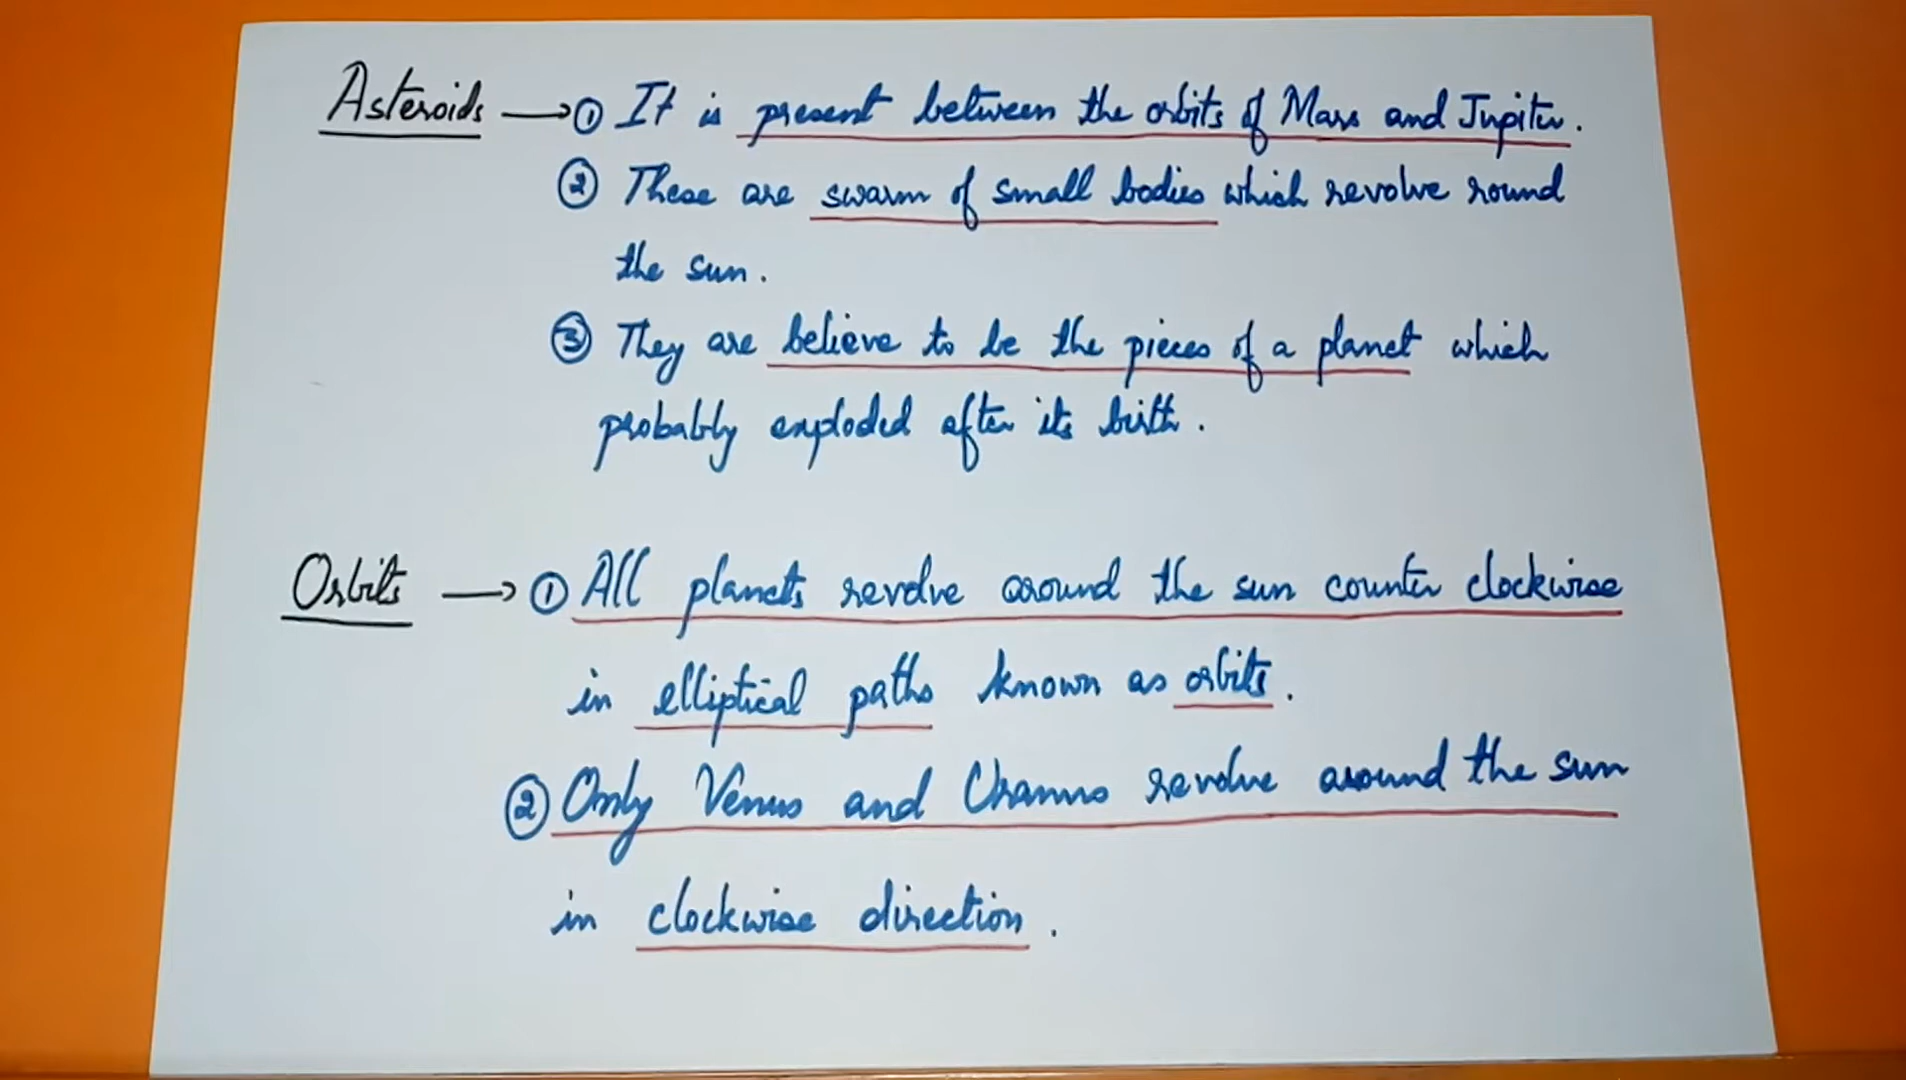 Asteroids → ① It is present between the orbits of Mars and Jupiter.
② These are swarm of small bodies which revolve round
the sun.
③ They are believe to be the pieces of a planet which
probably exploded after its birth.
Orbits → ① All planets revolve around the sun counter clockwise
in elliptical paths known as orbits.
② Only Venus and Uranus revolve around the sun
in clockwise direction.